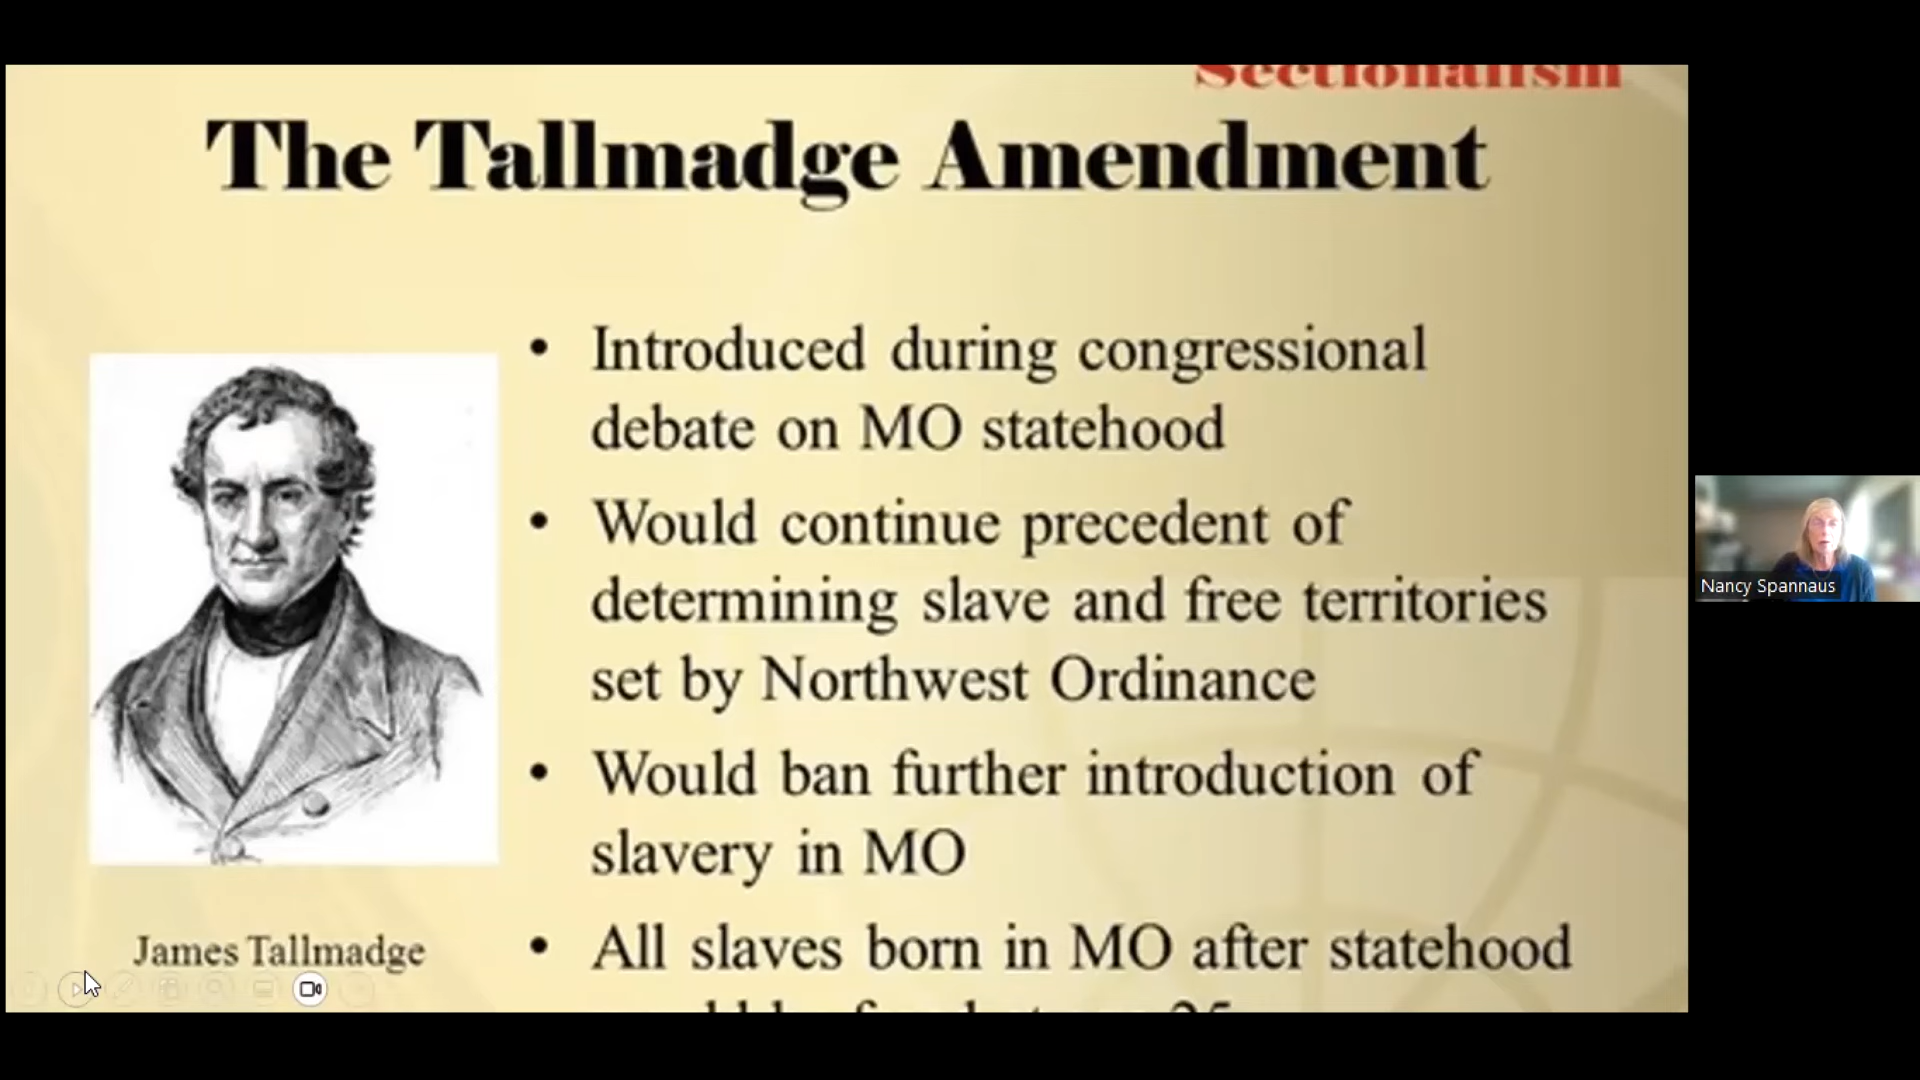 Sectionalism
The Tallmadge Amendment
• Introduced during congressional
debate on MO statehood
• Would continue precedent of
determining slave and free territories
set by Northwest Ordinance
• Would ban further introduction of
slavery in MO
• All slaves born in MO after statehood
James Tallmadge
Nancy Spannaus